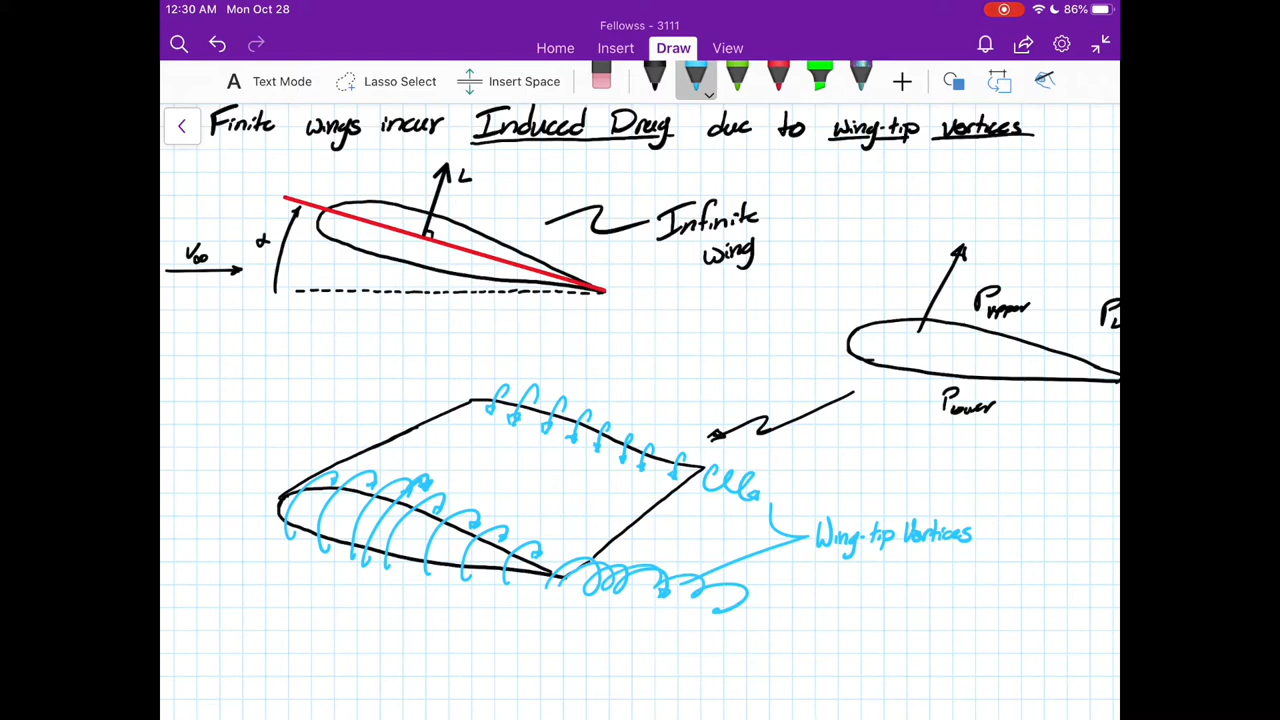 12:30 AM Mon Oct 28
86%
Fellowss - 3111
Home Insert Draw View
A Text Mode Lasso Select Insert Space
Finite wings incur Induced Drag due to wing-tip vortices
L
α
V∞
Infinite
wing
Pupper
Plower
Wing-tip Vortices